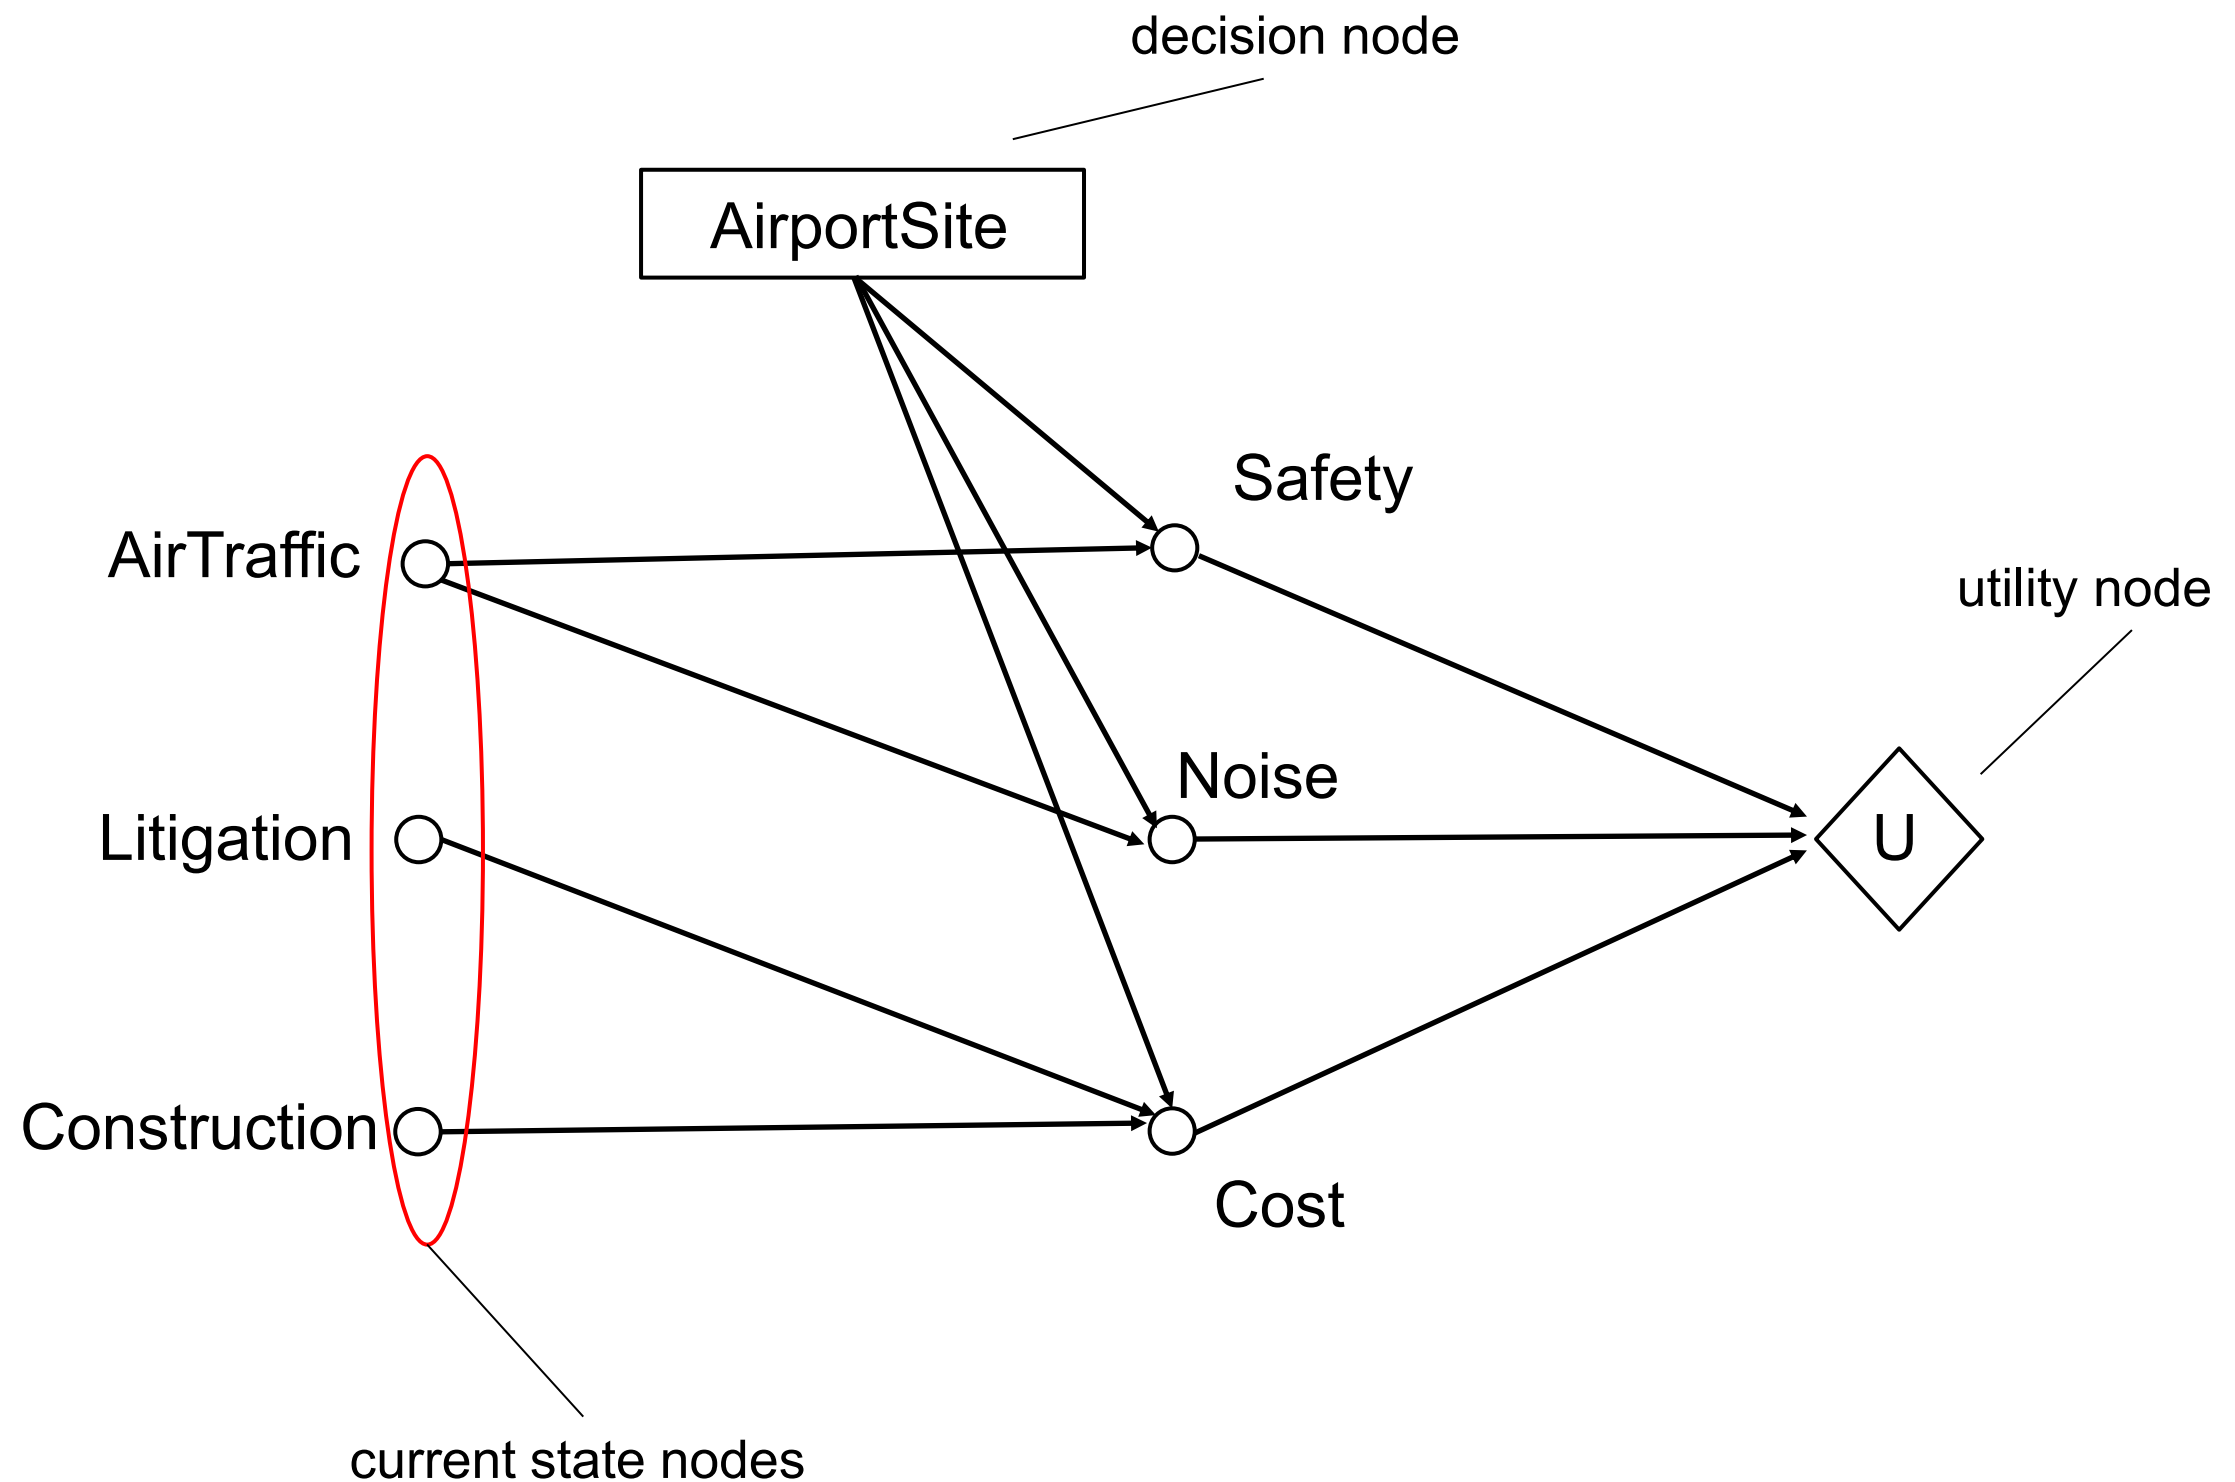 decision node
AirportSite
Safety
AirTraffic
utility node
Noise
Litigation
U
Construction
Cost
current state nodes